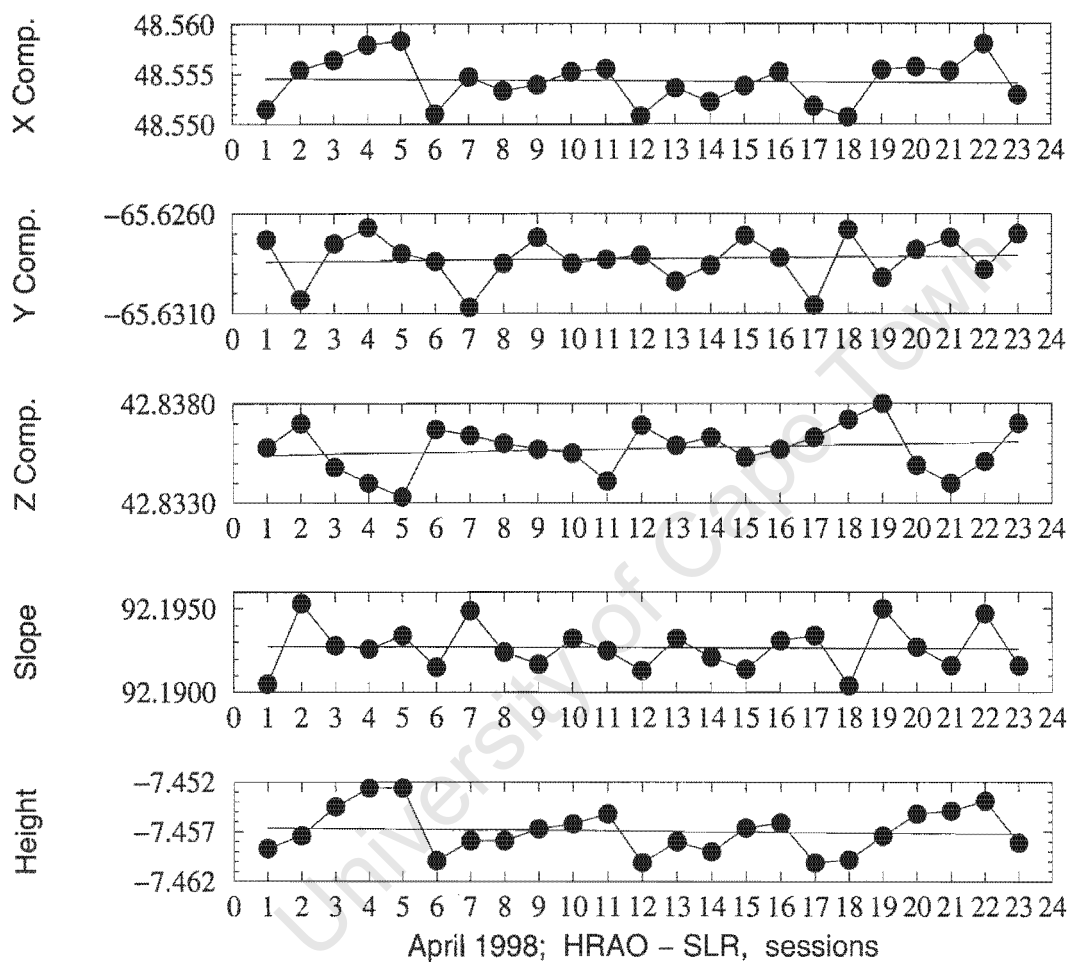 X Comp.
48.560
48.555
48.550
0 1 2 3 4 5 6 7 8 9 10 11 12 13 14 15 16 17 18 19 20 21 22 23 24
Y Comp.
−65.6260
−65.6310
0 1 2 3 4 5 6 7 8 9 10 11 12 13 14 15 16 17 18 19 20 21 22 23 24
Z Comp.
42.8380
42.8330
0 1 2 3 4 5 6 7 8 9 10 11 12 13 14 15 16 17 18 19 20 21 22 23 24
Slope
92.1950
92.1900
0 1 2 3 4 5 6 7 8 9 10 11 12 13 14 15 16 17 18 19 20 21 22 23 24
Height
−7.452
−7.457
−7.462
0 1 2 3 4 5 6 7 8 9 10 11 12 13 14 15 16 17 18 19 20 21 22 23 24
April 1998; HRAO − SLR, sessions
University of Cape Town